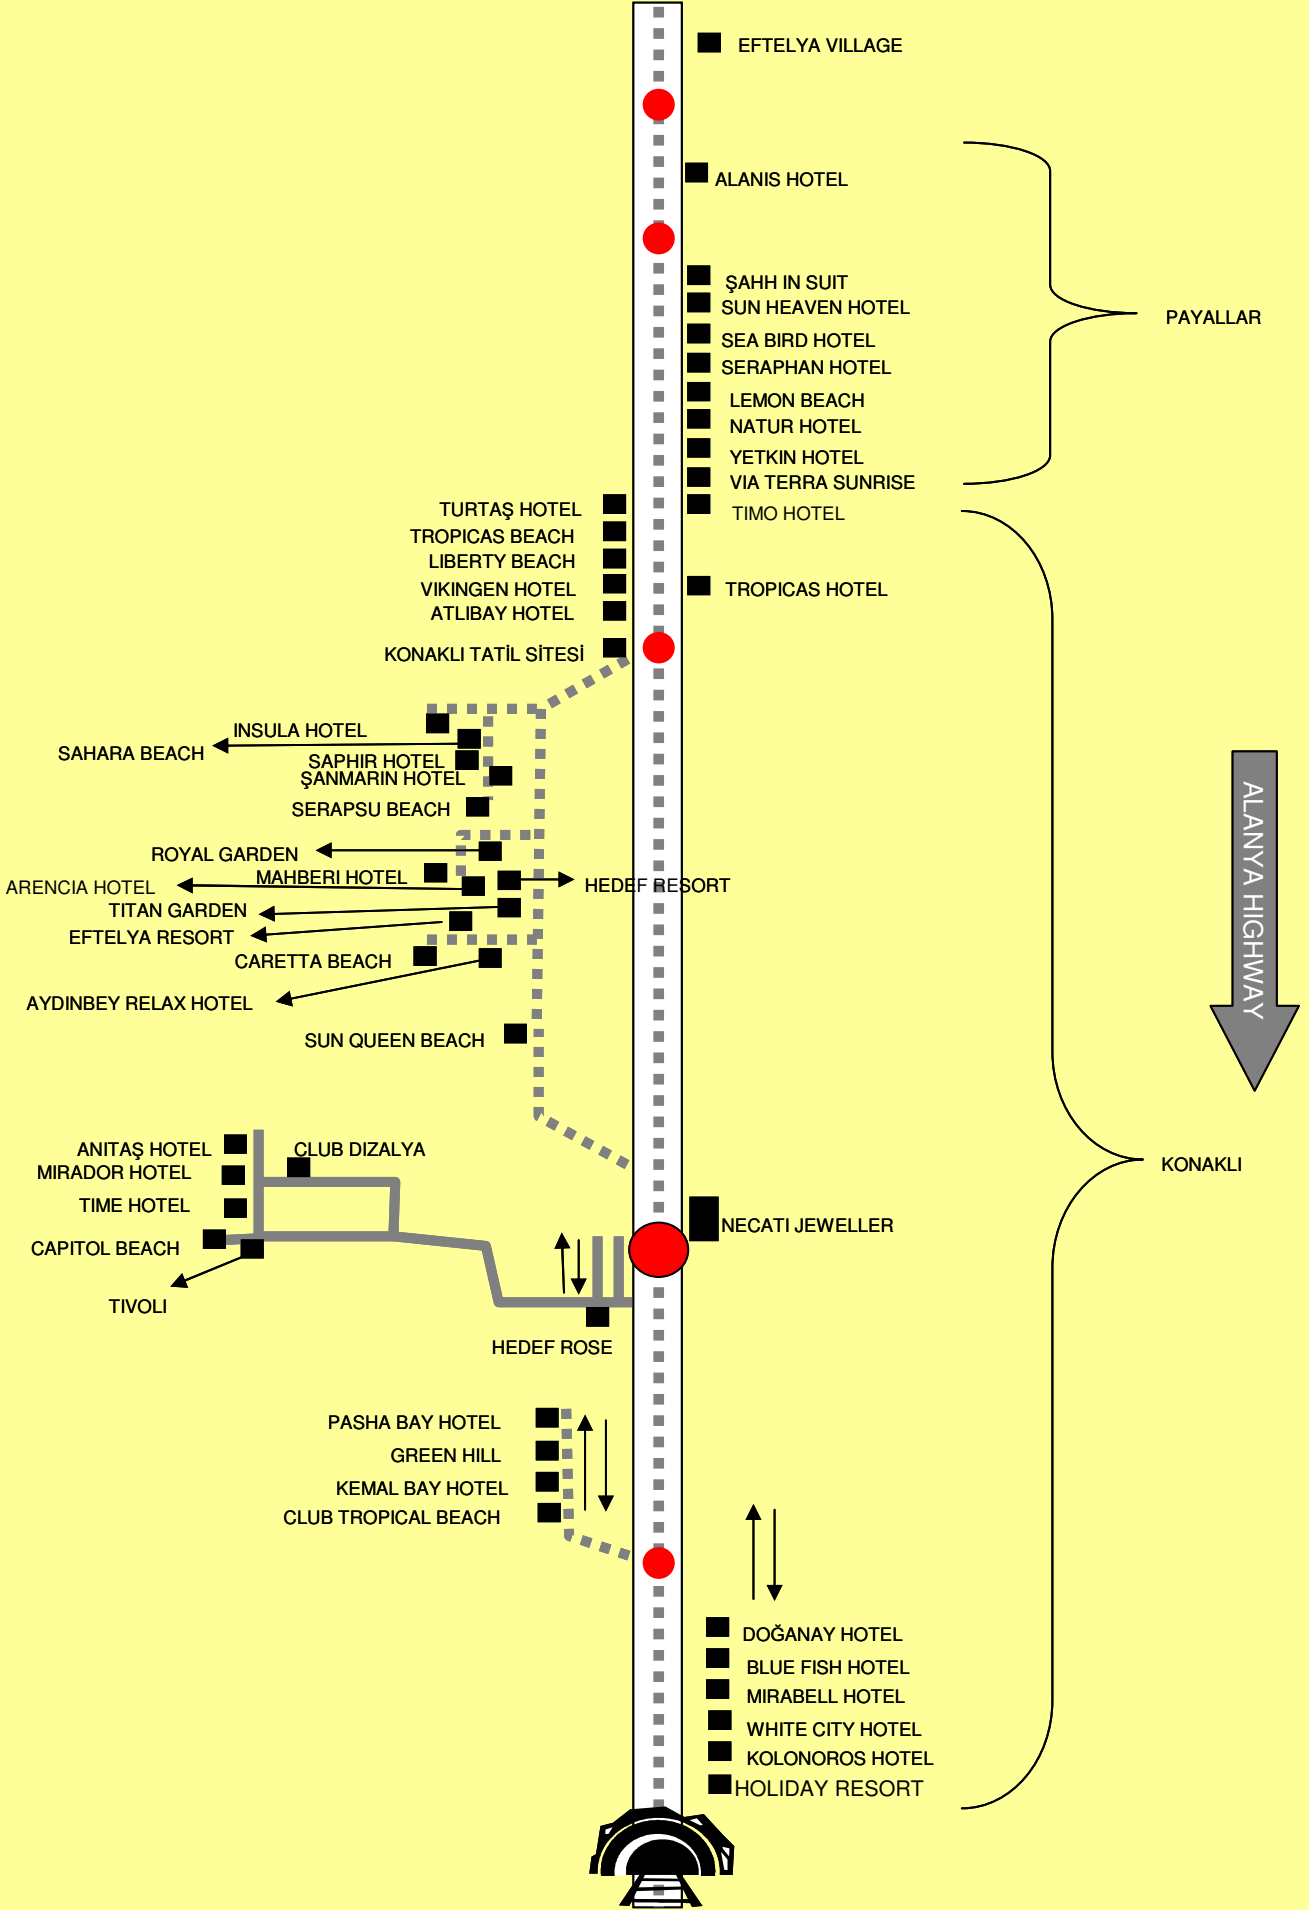 EFTELYA VILLAGE
ALANIS HOTEL
ŞAHH IN SUIT
SUN HEAVEN HOTEL
PAYALLAR
SEA BIRD HOTEL
SERAPHAN HOTEL
LEMON BEACH
NATUR HOTEL
YETKIN HOTEL
VIA TERRA SUNRISE
TURTAŞ HOTEL
TIMO HOTEL
TROPICAS BEACH
LIBERTY BEACH
VIKINGEN HOTEL
TROPICAS HOTEL
ATLIBAY HOTEL
KONAKLI TATİL SİTESİ
INSULA HOTEL
SAHARA BEACH
SAPHIR HOTEL
ŞANMARIN HOTEL
SERAPSU BEACH
ALANYA HIGHWAY
ROYAL GARDEN
MAHBERI HOTEL
ARENCIA HOTEL
HEDEF RESORT
TITAN GARDEN
EFTELYA RESORT
CARETTA BEACH
AYDINBEY RELAX HOTEL
SUN QUEEN BEACH
ANITAŞ HOTEL
CLUB DIZALYA
KONAKLI
MIRADOR HOTEL
TIME HOTEL
NECATI JEWELLER
CAPITOL BEACH
TIVOLI
HEDEF ROSE
PASHA BAY HOTEL
GREEN HILL
KEMAL BAY HOTEL
CLUB TROPICAL BEACH
DOĞANAY HOTEL
BLUE FISH HOTEL
MIRABELL HOTEL
WHITE CITY HOTEL
KOLONOROS HOTEL
HOLIDAY RESORT